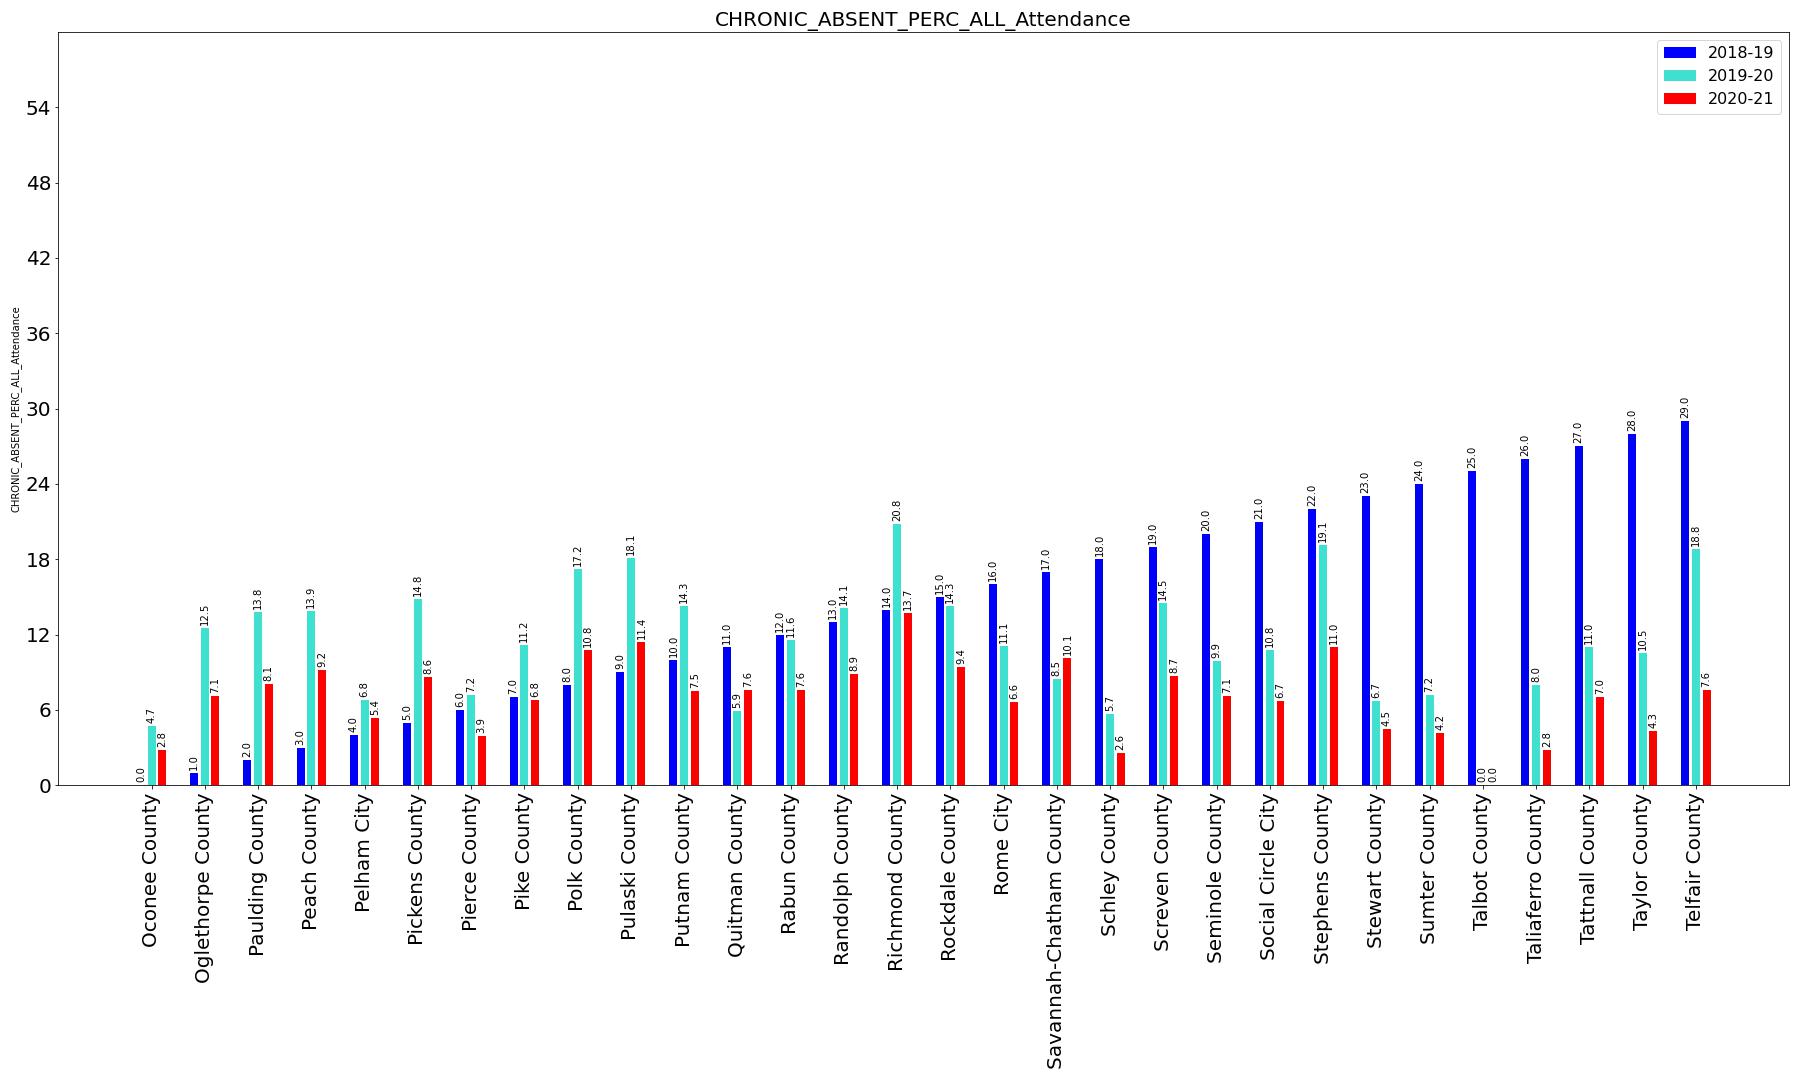 CHRONIC_ABSENT_PERC_ALL_Attendance
2018-19
2019-20
2020-21
CHRONIC_ABSENT_PERC_ALL_Attendance
54
48
42
36
30
24
18
12
6
0
0.0 4.7 2.8
1.0 12.5 7.1
2.0 13.8 8.1
3.0 13.9 9.2
4.0 6.8 5.4
5.0 14.8 8.6
6.0 7.2 3.9
7.0 11.2 6.8
8.0 17.2 10.8
9.0 18.1 11.4
10.0 14.3 7.5
11.0 5.9 7.6
12.0 11.6 7.6
13.0 14.1 8.9
14.0 20.8 13.7
15.0 14.3 9.4
16.0 11.1 6.6
17.0 8.5 10.1
18.0 5.7 2.6
19.0 14.5 8.7
20.0 9.9 7.1
21.0 10.8 6.7
22.0 19.1 11.0
23.0 6.7 4.5
24.0 7.2 4.2
25.0 0.0 0.0
26.0 8.0 2.8
27.0 11.0 7.0
28.0 10.5 4.3
29.0 18.8 7.6
Oconee County
Oglethorpe County
Paulding County
Peach County
Pelham City
Pickens County
Pierce County
Pike County
Polk County
Pulaski County
Putnam County
Quitman County
Rabun County
Randolph County
Richmond County
Rockdale County
Rome City
Savannah-Chatham County
Schley County
Screven County
Seminole County
Social Circle City
Stephens County
Stewart County
Sumter County
Talbot County
Taliaferro County
Tattnall County
Taylor County
Telfair County